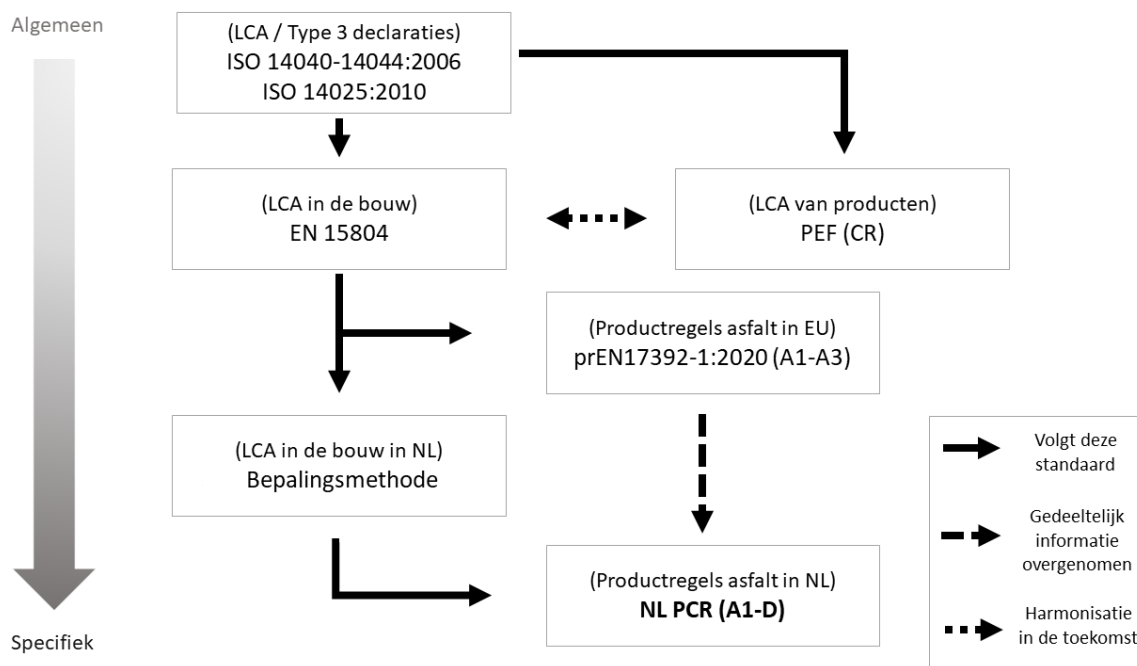 Algemeen
(LCA / Type 3 declaraties)
ISO 14040-14044:2006
ISO 14025:2010
(LCA in de bouw)
EN 15804
(LCA van producten)
PEF (CR)
(Productregels asfalt in EU)
prEN17392-1:2020 (A1-A3)
(LCA in de bouw in NL)
Bepalingsmethode
(Productregels asfalt in NL)
NL PCR (A1-D)
Specifiek
Volgt deze
standaard
Gedeeltelijk
informatie
overgenomen
Harmonisatie
in de toekomst